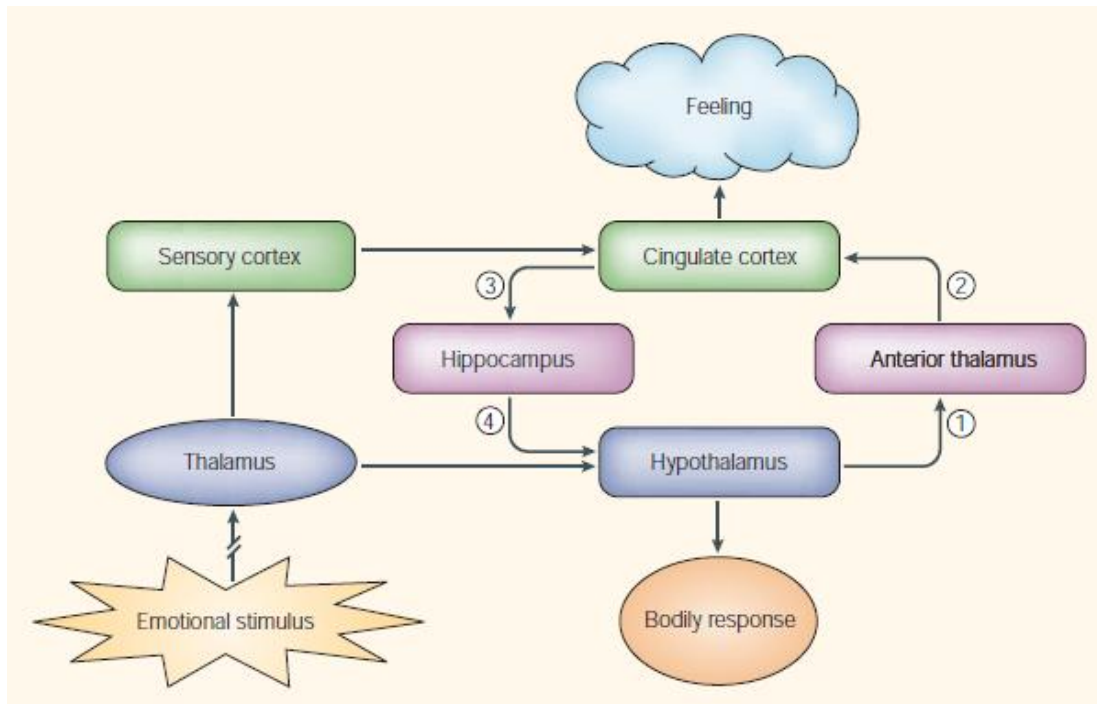 Feeling
Sensory cortex
Cingulate cortex
③
②
Hippocampus
Anterior thalamus
④
①
Thalamus
Hypothalamus
Emotional stimulus
Bodily response